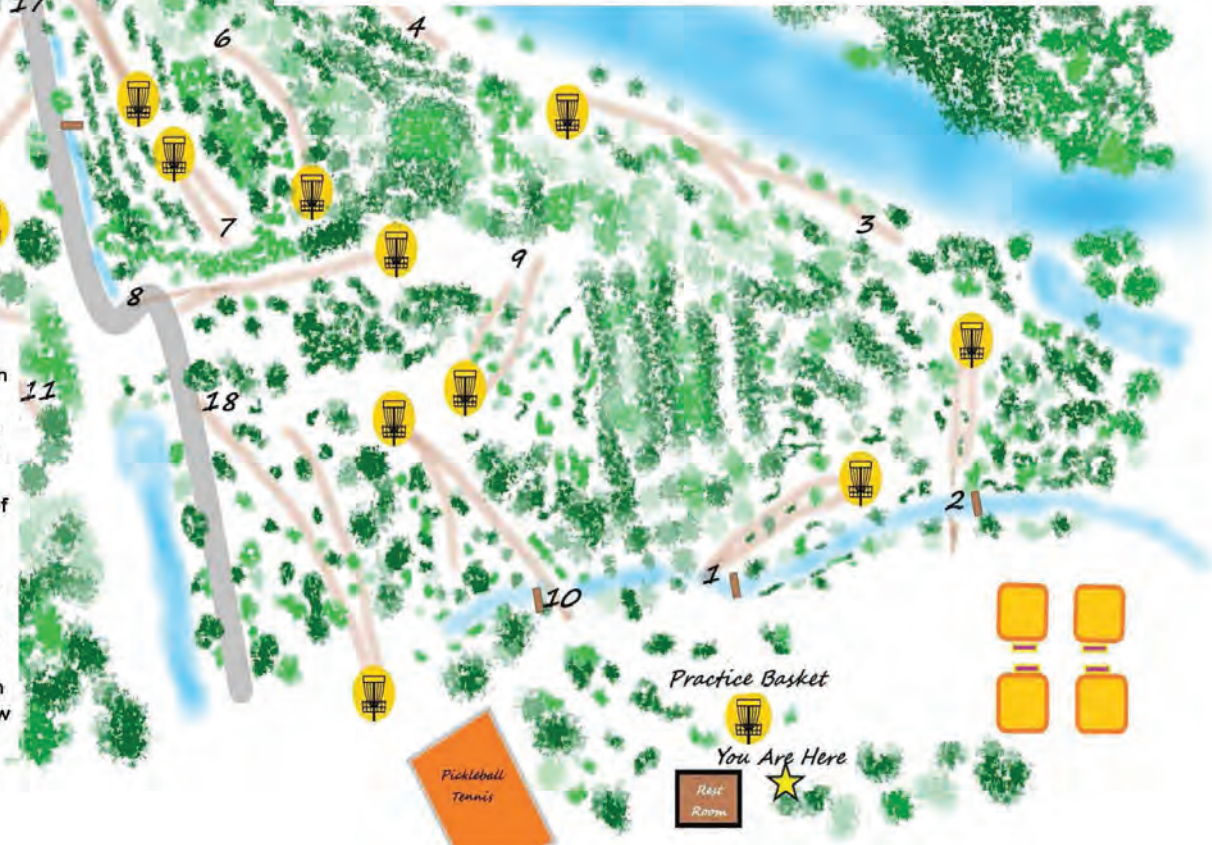 17
6
4
7
3
9
8
h
11
18
of
2
1
10
n
Practice Basket
w
You Are Here
Pickleball
Tennis
Rest
Room